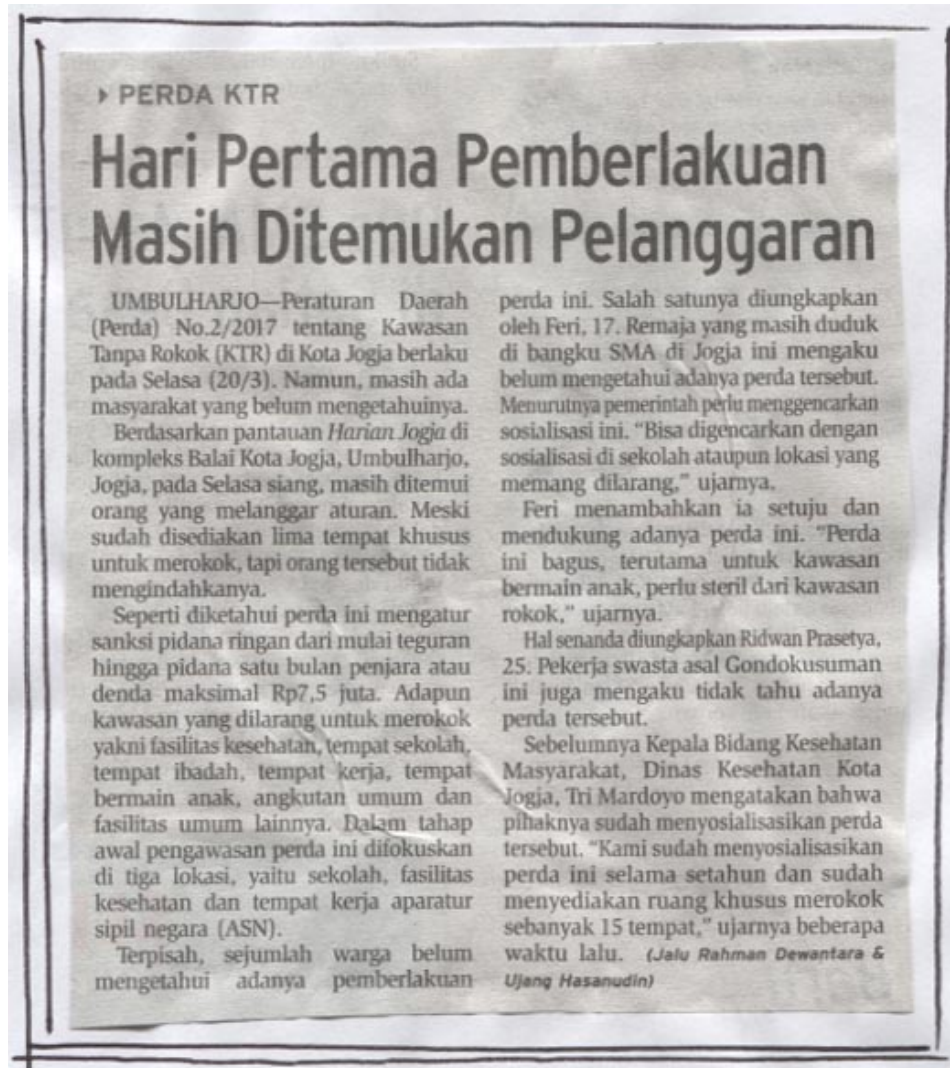 PERDA KTR
Hari Pertama Pemberlakuan
Masih Ditemukan Pelanggaran
UMBULHARJO—Peraturan Daerah
(Perda) No.2/2017 tentang Kawasan
Tanpa Rokok (KTR) di Kota Jogja berlaku
pada Selasa (20/3). Namun, masih ada
masyarakat yang belum mengetahuinya.
Berdasarkan pantauan Harian Jogja di
kompleks Balai Kota Jogja, Umbulharjo,
Jogja, pada Selasa siang, masih ditemui
orang yang melanggar aturan. Meski
sudah disediakan lima tempat khusus
untuk merokok, tapi orang tersebut tidak
mengindahkanya.
Seperti diketahui perda ini mengatur
sanksi pidana ringan dari mulai teguran
hingga pidana satu bulan penjara atau
denda maksimal Rp7,5 juta. Adapun
kawasan yang dilarang untuk merokok
yakni fasilitas kesehatan, tempat sekolah,
tempat ibadah, tempat kerja, tempat
bermain anak, angkutan umum dan
fasilitas umum lainnya. Dalam tahap
awal pengawasan perda ini difokuskan
di tiga lokasi, yaitu sekolah, fasilitas
kesehatan dan tempat kerja aparatur
sipil negara (ASN).
Terpisah, sejumlah warga belum
mengetahui adanya pemberlakuan
perda ini. Salah satunya diungkapkan
oleh Feri, 17. Remaja yang masih duduk
di bangku SMA di Jogja ini mengaku
belum mengetahui adanya perda tersebut.
Menurutnya pemerintah perlu menggencarkan
sosialisasi ini. “Bisa digencarkan dengan
sosialisasi di sekolah ataupun lokasi yang
memang dilarang,” ujarnya.
Feri menambahkan ia setuju dan
mendukung adanya perda ini. “Perda
ini bagus, terutama untuk kawasan
bermain anak, perlu steril dari kawasan
rokok,” ujarnya.
Hal senanda diungkapkan Ridwan Prasetya,
25. Pekerja swasta asal Gondokusuman
ini juga mengaku tidak tahu adanya
perda tersebut.
Sebelumnya Kepala Bidang Kesehatan
Masyarakat, Dinas Kesehatan Kota
Jogja, Tri Mardoyo mengatakan bahwa
pihaknya sudah menyosialisasikan perda
tersebut. “Kami sudah menyosialisasikan
perda ini selama setahun dan sudah
menyediakan ruang khusus merokok
sebanyak 15 tempat,” ujarnya beberapa
waktu lalu. (Jalu Rahman Dewantara &
Ujang Hasanudin)